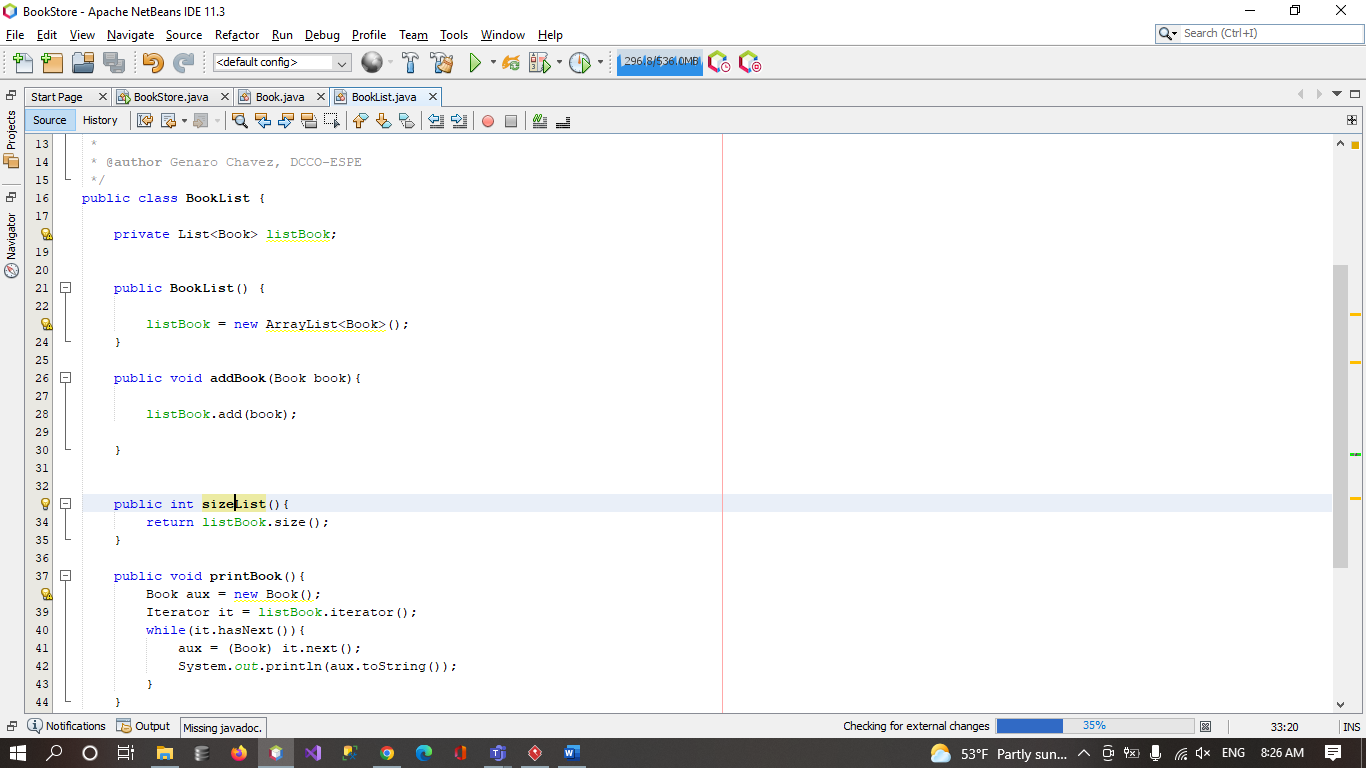 BookStore - Apache NetBeans IDE 11.3
File Edit View Navigate Source Refactor Run Debug Profile Team Tools Window Help
Search (Ctrl+I)
<default config>
296.8/536.0MB
Start Page
BookStore.java
Book.java
BookList.java
Projects
Navigator
Source
History
13 *
14 * @author Genaro Chavez, DCCO-ESPE
15 */
16 public class BookList {
17
private List<Book> listBook;
19
20
21 public BookList() {
22
listBook = new ArrayList<Book>();
24 }
25
26 public void addBook(Book book){
27
28 listBook.add(book);
29
30 }
31
32
public int sizeList(){
34 return listBook.size();
35 }
36
37 public void printBook(){
Book aux = new Book();
39 Iterator it = listBook.iterator();
40 while(it.hasNext()){
41 aux = (Book) it.next();
42 System.out.println(aux.toString());
43 }
44 }
Notifications
Output
Missing javadoc.
Checking for external changes
35%
33:20
INS
53°F Partly sun...
ENG
8:26 AM